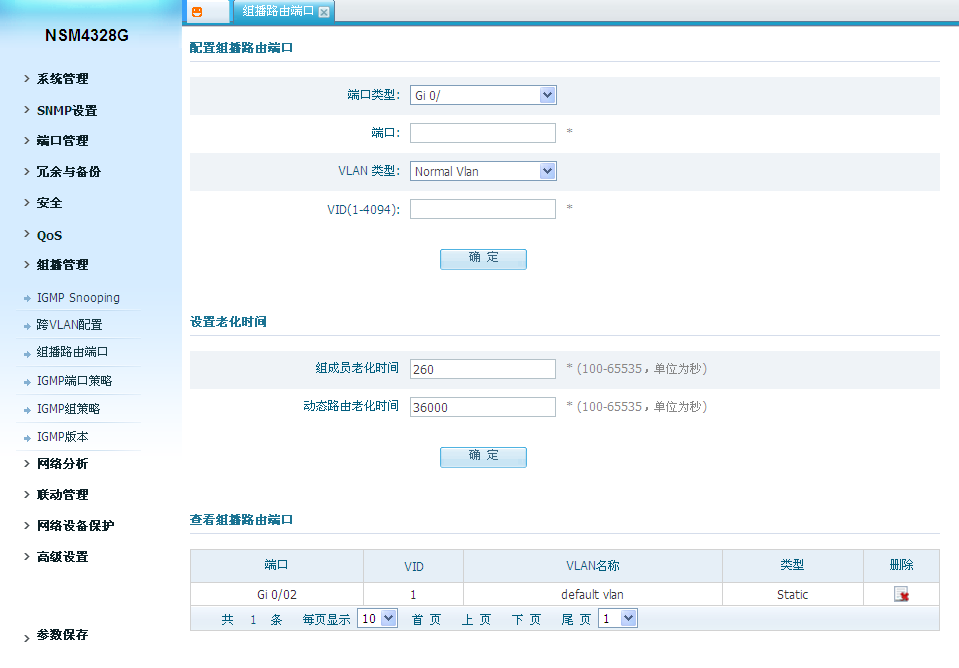 组播路由端口
NSM4328G
系统管理
SNMP设置
端口管理
冗余与备份
安全
QoS
组播管理
IGMP Snooping
跨VLAN配置
组播路由端口
IGMP端口策略
IGMP组策略
IGMP版本
网络分析
联动管理
网络设备保护
高级设置
参数保存
配置组播路由端口
端口类型: Gi 0/
端口: *
VLAN 类型: Normal Vlan
VID(1-4094): *
确 定
设置老化时间
组成员老化时间 260 * (100-65535，单位为秒)
动态路由老化时间 36000 * (100-65535，单位为秒)
确 定
查看组播路由端口
端口 VID VLAN名称 类型 删除
Gi 0/02 1 default vlan Static
共 1 条 每页显示 10 首 页 上 页 下 页 尾 页 1